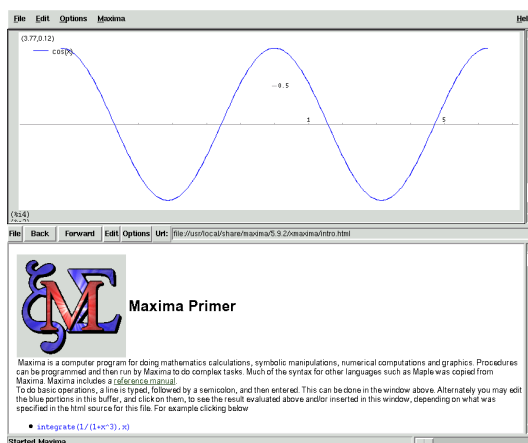 File Edit Options Maxima Hel
(3.77,0.12)
cos(x)
-0.5
1 5
(%i4)
File Back Forward Edit Options Url: file://usr/local/share/maxima/5.9.2/xmaxima/intro.html
Maxima Primer
Maxima is a computer program for doing mathematics calculations, symbolic manipulations, numerical computations and graphics. Procedures
can be programmed and then run by Maxima to do complex tasks. Much of the syntax for other languages such as Maple was copied from
Maxima. Maxima includes a reference manual.
To do basic operations, a line is typed, followed by a semicolon, and then entered. This can be done in the window above. Alternately you may edit
the blue portions in this buffer, and click on them, to see the result evaluated above and/or inserted in this window, depending on what was
specified in the html source for this file. For example clicking below
integrate(1/(1+x^3),x)
Started Maxima